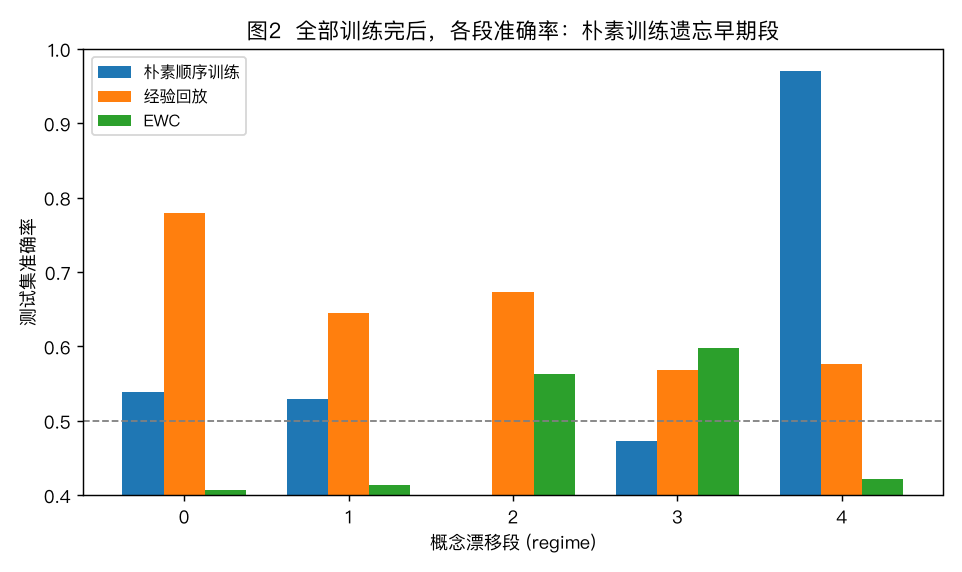 图2 全部训练完后，各段准确率：朴素训练遗忘早期段
朴素顺序训练
经验回放
EWC
测试集准确率
1.0
0.9
0.8
0.7
0.6
0.5
0.4
0 1 2 3 4
概念漂移段 (regime)